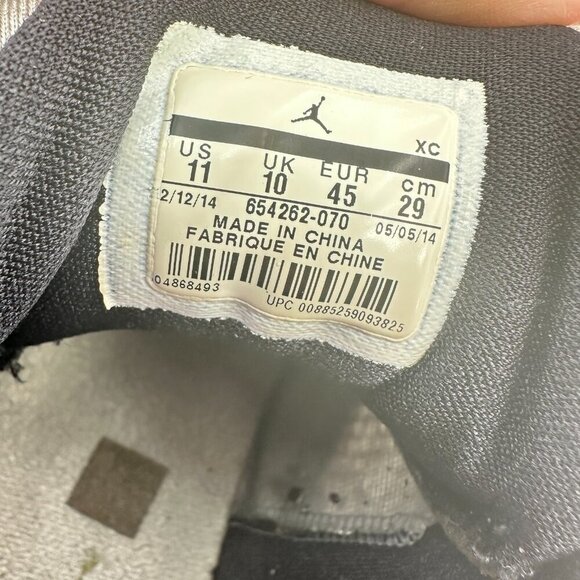 XC
US UK EUR cm
11 10 45 29
2/12/14 654262-070 05/05/14
MADE IN CHINA
FABRIQUE EN CHINE
04868493 UPC 00885259093825